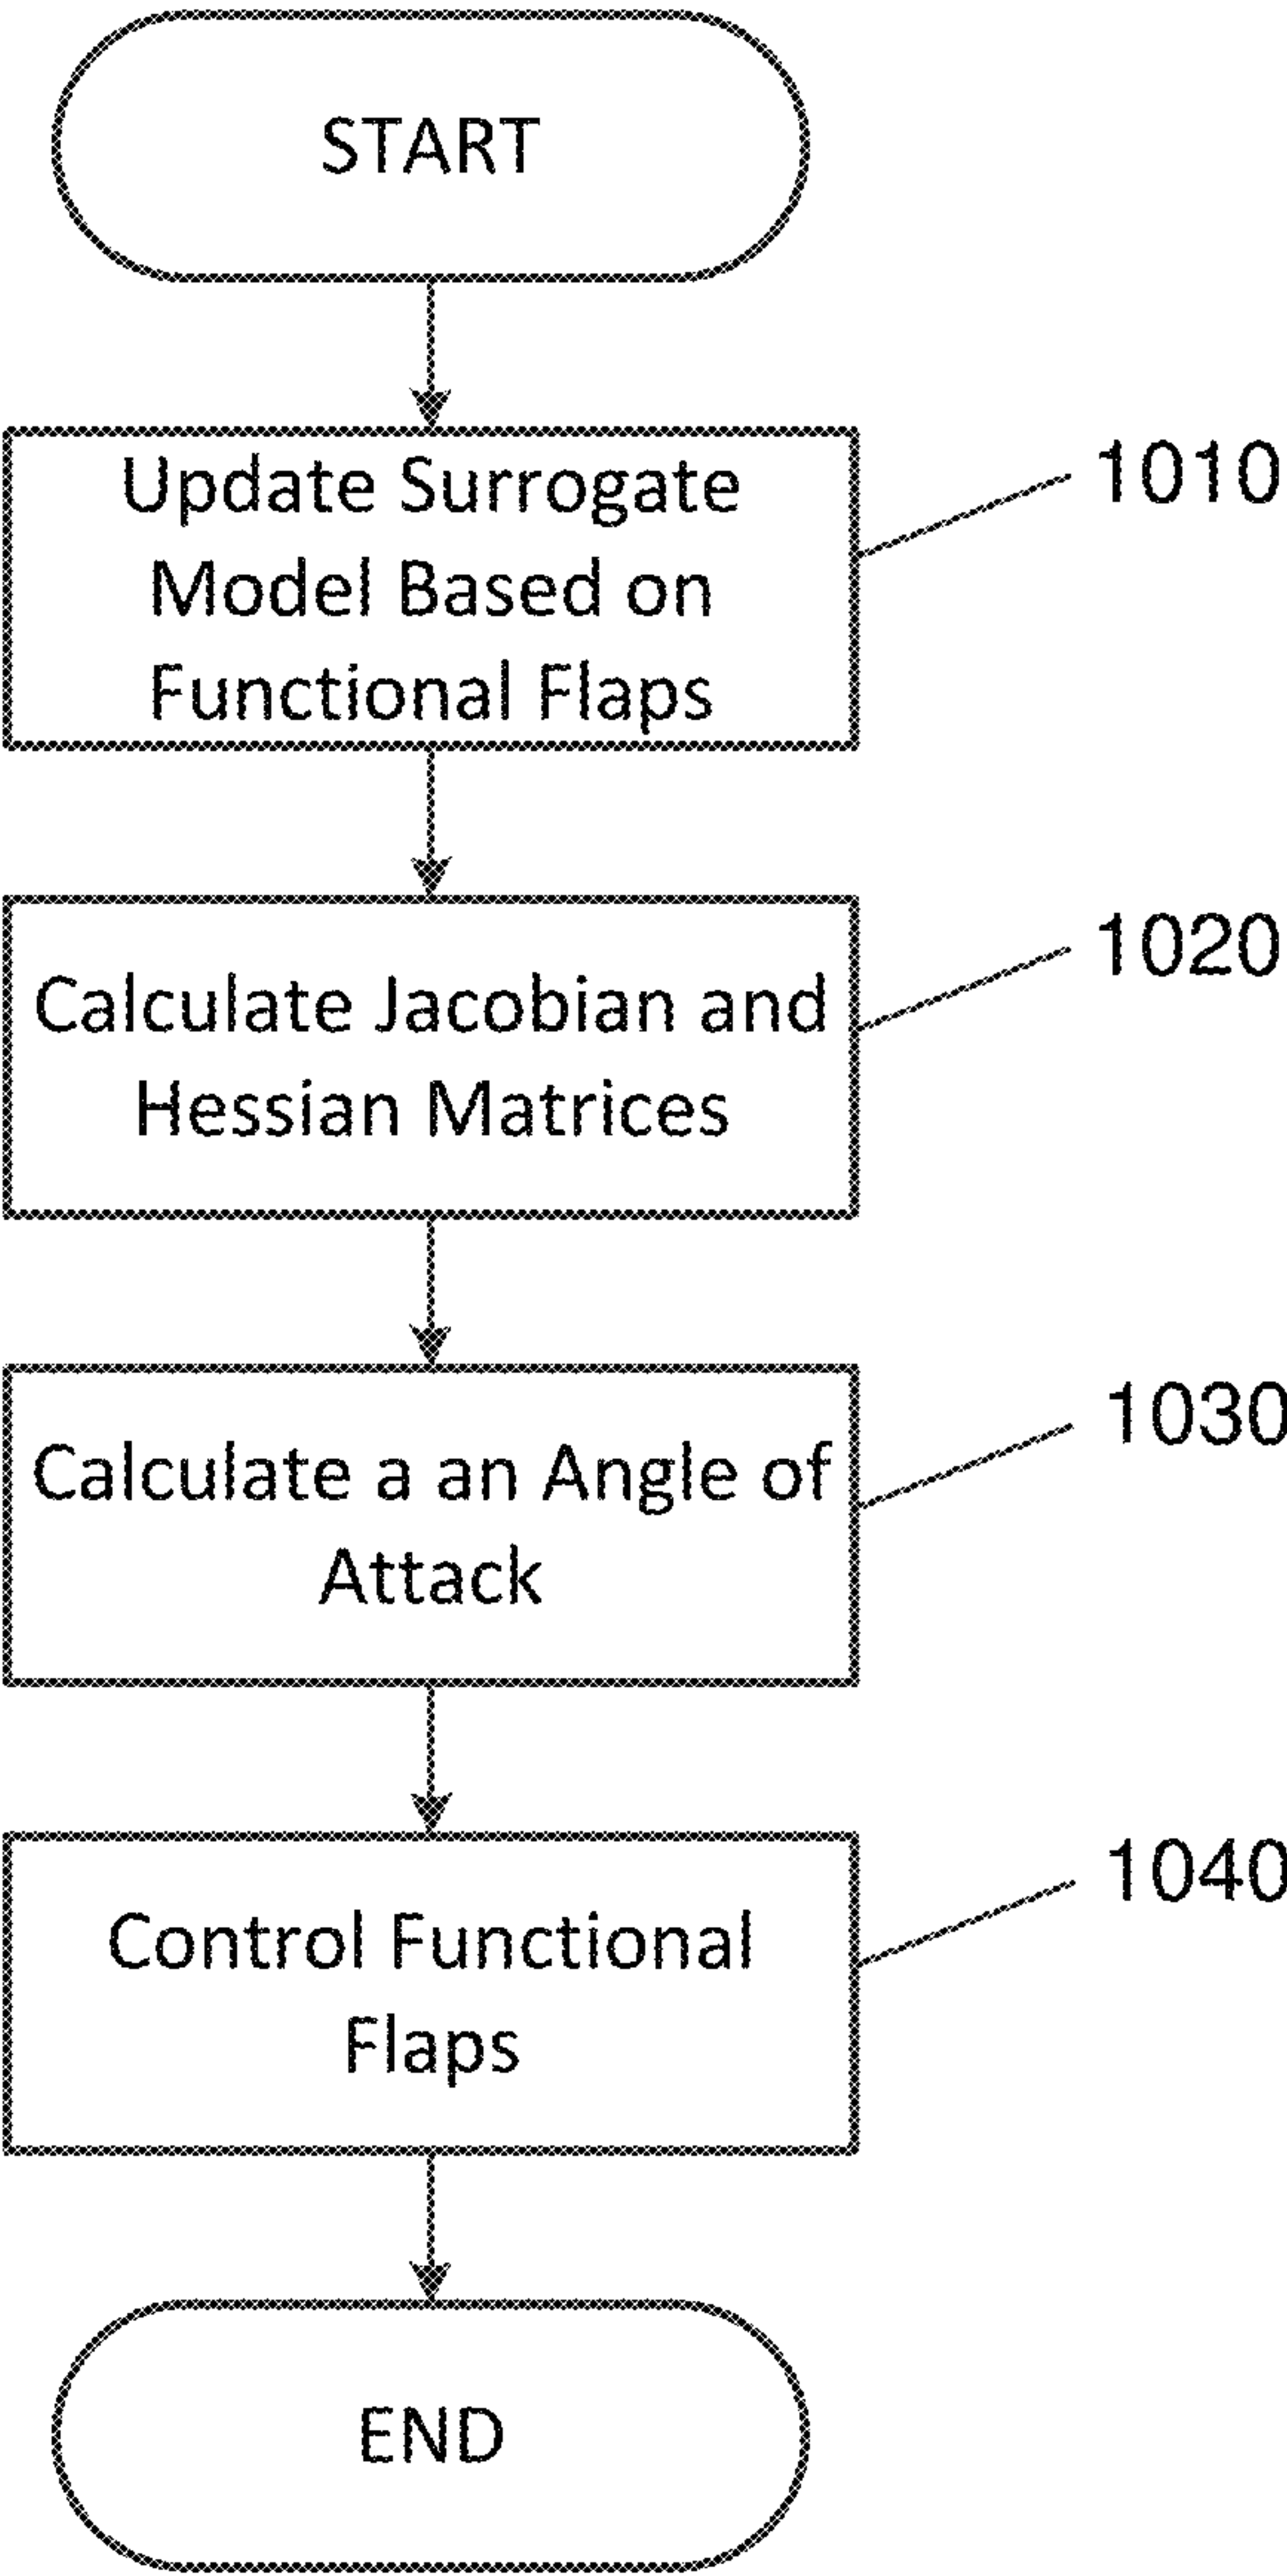 START
Update Surrogate
Model Based on
Functional Flaps
1010
Calculate Jacobian and
Hessian Matrices
1020
Calculate a an Angle of
Attack
1030
Control Functional
Flaps
1040
END